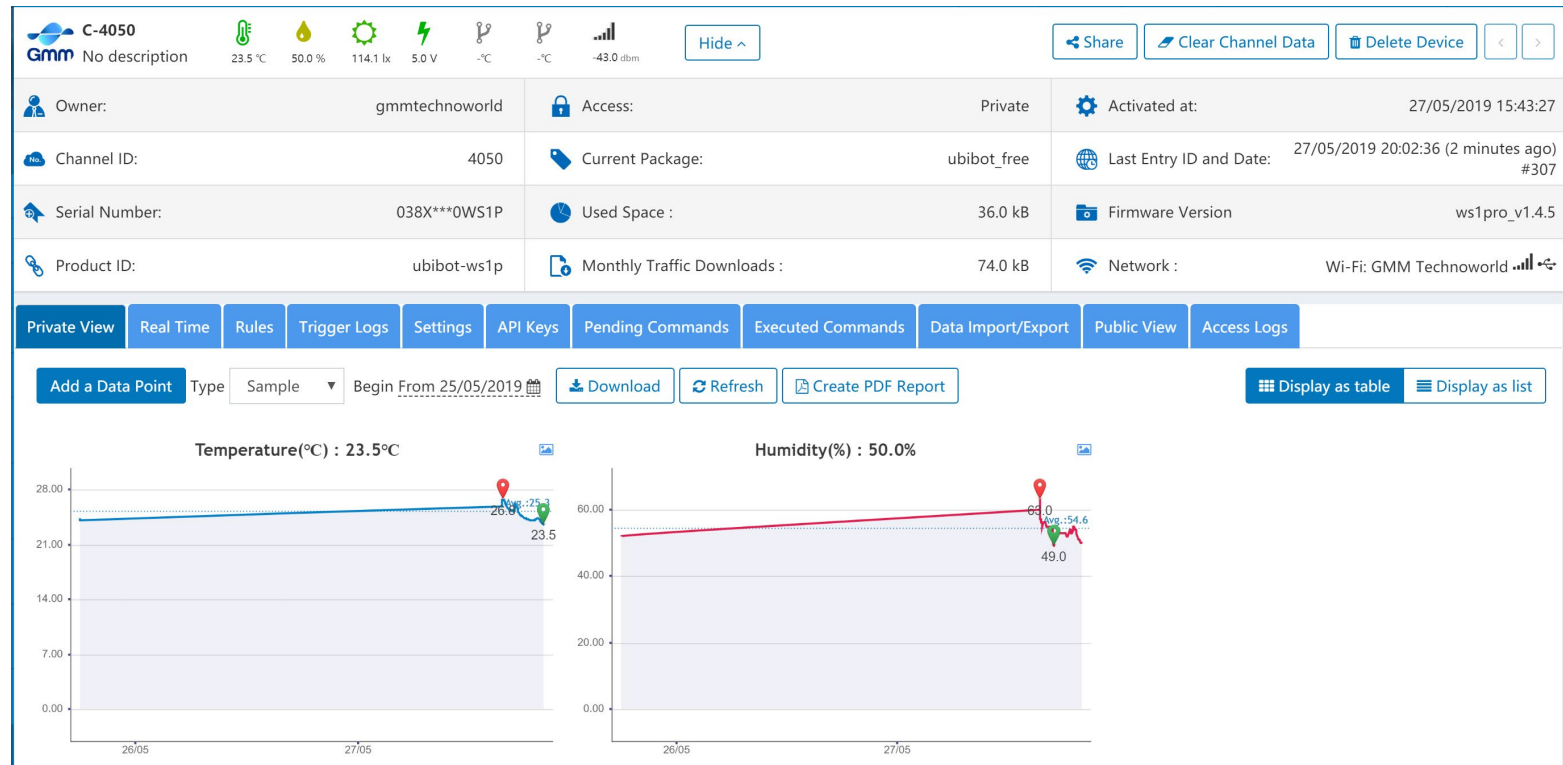 C-4050
Gmm No description
23.5 ℃ 50.0 % 114.1 lx 5.0 V -℃ -℃ -43.0 dbm
Hide
Share Clear Channel Data Delete Device < >
Owner: gmmtechnoworld Access: Private Activated at: 27/05/2019 15:43:27
No. Channel ID: 4050 Current Package: ubibot_free Last Entry ID and Date: 27/05/2019 20:02:36 (2 minutes ago)
#307
Serial Number: 038X***0WS1P Used Space : 36.0 kB Firmware Version ws1pro_v1.4.5
Product ID: ubibot-ws1p Monthly Traffic Downloads : 74.0 kB Network : Wi-Fi: GMM Technoworld
Private View Real Time Rules Trigger Logs Settings API Keys Pending Commands Executed Commands Data Import/Export Public View Access Logs
Add a Data Point Type Sample Begin From 25/05/2019 Download Refresh Create PDF Report Display as table Display as list
Temperature(℃) : 23.5℃
28.00
21.00
14.00
7.00
0.00
Avg.:25.3
23.5
26/05 27/05
Humidity(%) : 50.0%
60.00
40.00
20.00
0.00
63.0
Avg.:54.6
49.0
26/05 27/05